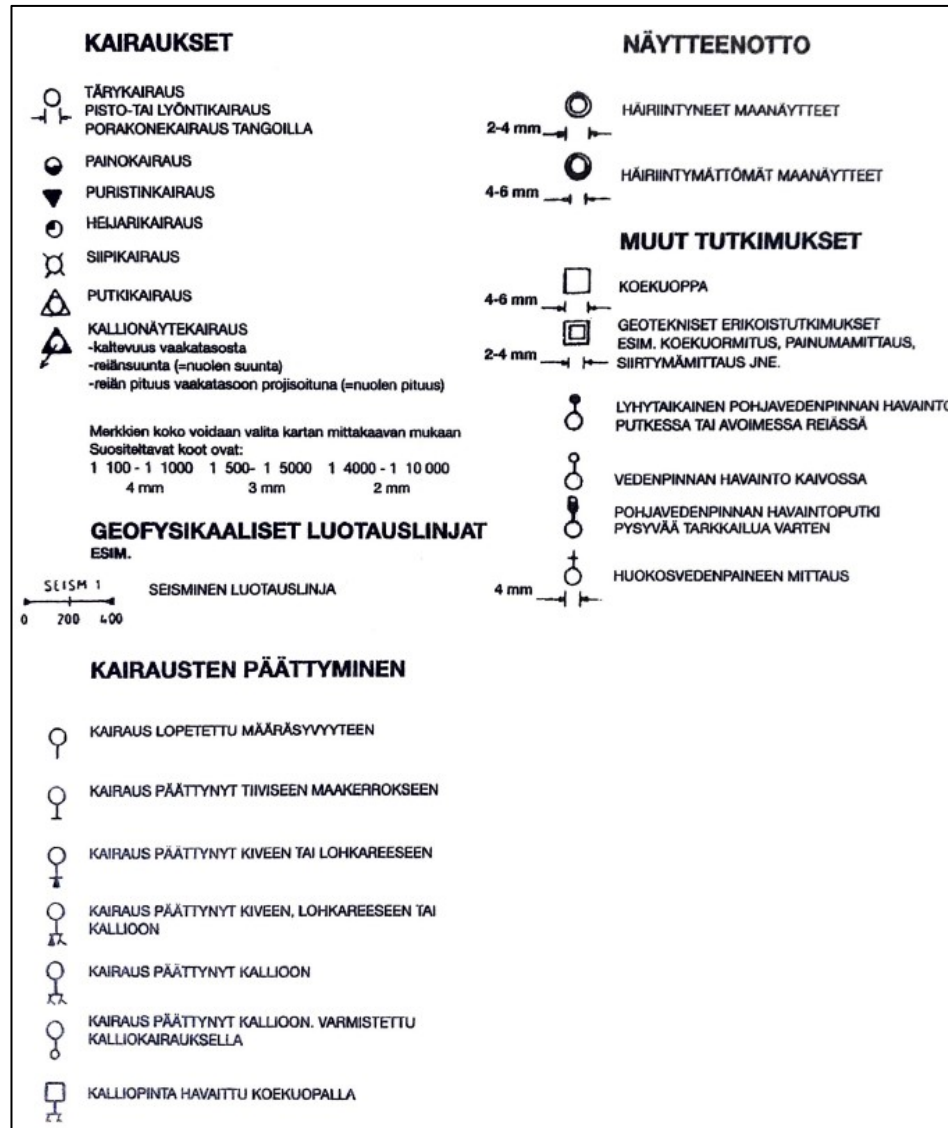 KAIRAUKSET
TÄRYKAIRAUS
PISTO-TAI LYÖNTIKAIRAUS
PORAKONEKAIRAUS TANGOILLA
PAINOKAIRAUS
PURISTINKAIRAUS
HEIJARIKAIRAUS
SIIPIKAIRAUS
PUTKIKAIRAUS
KALLIONÄYTEKAIRAUS
-kaltevuus vaakatasosta
-reiänsuunta (=nuolen suunta)
-reiän pituus vaakatasoon projisoituna (=nuolen pituus)
Merkkien koko voidaan valita kartan mittakaavan mukaan
Suositeltavat koot ovat:
1 100 - 1 1000 1 500- 1 5000 1 4000 - 1 10 000
4 mm 3 mm 2 mm
GEOFYSIKAALISET LUOTAUSLINJAT
ESIM.
SEISM 1
0 200 400
SEISMINEN LUOTAUSLINJA
KAIRAUSTEN PÄÄTTYMINEN
KAIRAUS LOPETETTU MÄÄRÄSYVYYTEEN
KAIRAUS PÄÄTTYNYT TIIVISEEN MAAKERROKSEEN
KAIRAUS PÄÄTTYNYT KIVEEN TAI LOHKAREESEEN
KAIRAUS PÄÄTTYNYT KIVEEN, LOHKAREESEEN TAI
KALLIOON
KAIRAUS PÄÄTTYNYT KALLIOON
KAIRAUS PÄÄTTYNYT KALLIOON. VARMISTETTU
KALLIOKAIRAUKSELLA
KALLIOPINTA HAVAITTU KOEKUOPALLA
NÄYTTEENOTTO
2-4 mm
HÄIRIINTYNEET MAANÄYTTEET
4-6 mm
HÄIRIINTYMÄTTÖMÄT MAANÄYTTEET
MUUT TUTKIMUKSET
4-6 mm
KOEKUOPPA
2-4 mm
GEOTEKNISET ERIKOISTUTKIMUKSET
ESIM. KOEKUORMITUS, PAINUMAMITTAUS,
SIIRTYMÄMITTAUS JNE.
LYHYTAIKAINEN POHJAVEDENPINNAN HAVAINTO
PUTKESSA TAI AVOIMESSA REIÄSSÄ
VEDENPINNAN HAVAINTO KAIVOSSA
POHJAVEDENPINNAN HAVAINTOPUTKI
PYSYVÄÄ TARKKAILUA VARTEN
4 mm
HUOKOSVEDENPAINEEN MITTAUS